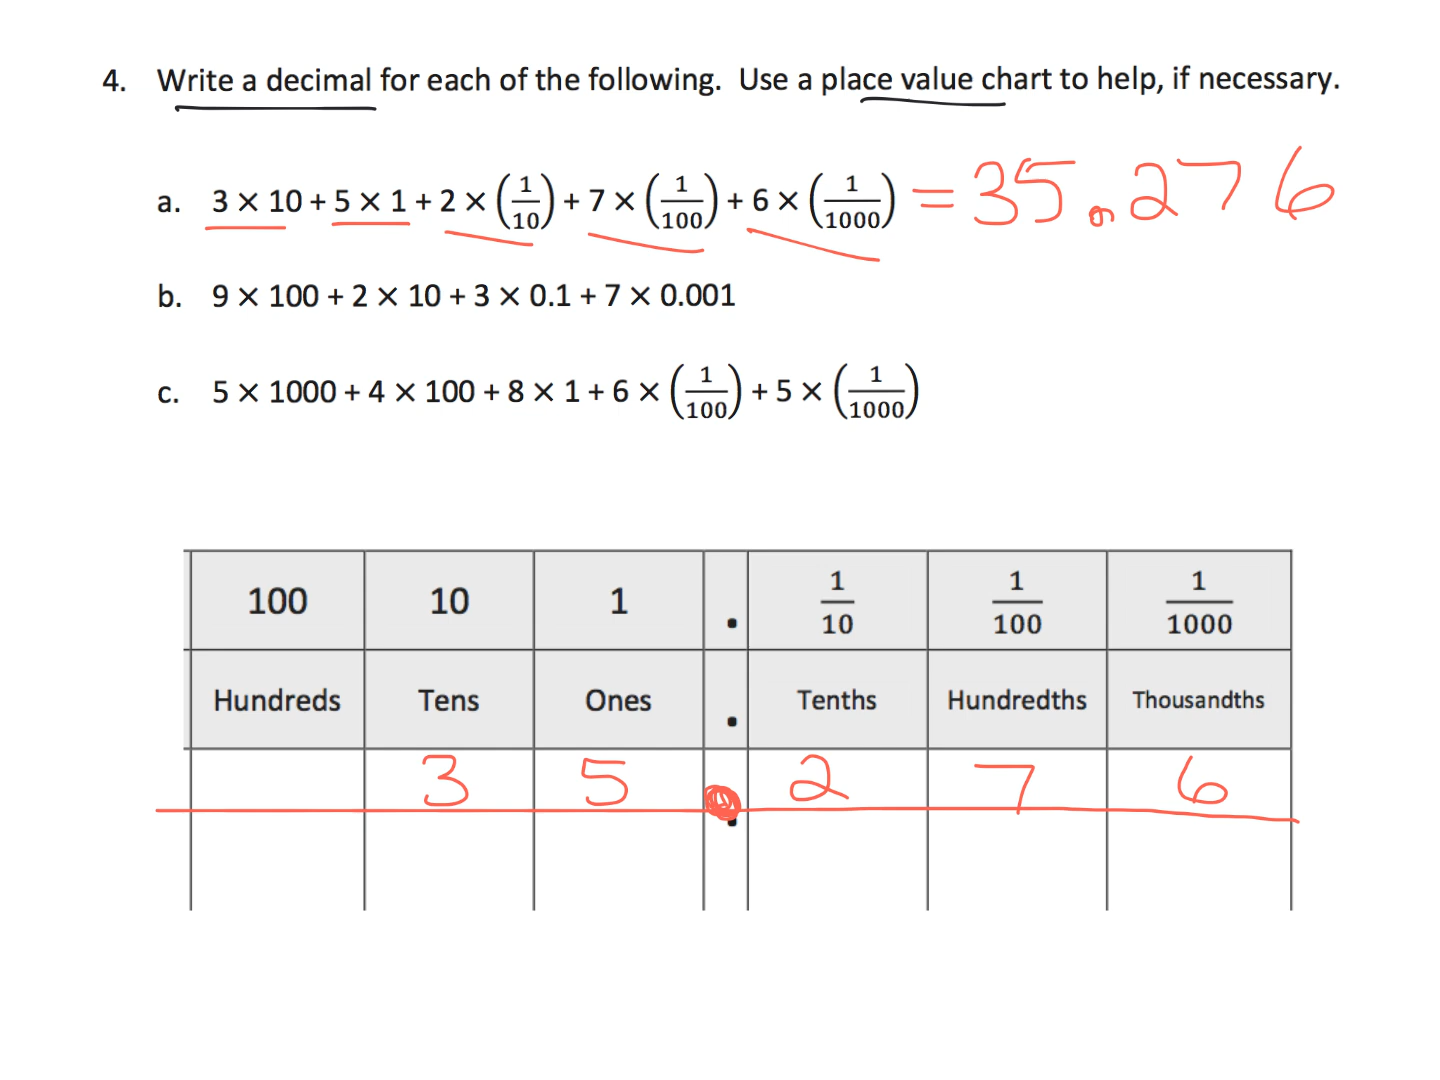 4. Write a decimal for each of the following. Use a place value chart to help, if necessary.
a. 3 × 10 + 5 × 1 + 2 × (1/10) + 7 × (1/100) + 6 × (1/1000) = 35.276
b. 9 × 100 + 2 × 10 + 3 × 0.1 + 7 × 0.001
c. 5 × 1000 + 4 × 100 + 8 × 1 + 6 × (1/100) + 5 × (1/1000)
100 10 1 . 1/10 1/100 1/1000
Hundreds Tens Ones . Tenths Hundredths Thousandths
3 5 . 2 7 6